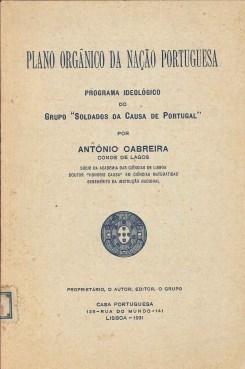 PLANO ORGÂNICO DA NAÇÃO PORTUGUESA
PROGRAMA IDEOLÓGICO
DO
GRUPO "SOLDADOS DA CAUSA DE PORTUGAL"
POR
ANTÓNIO CABREIRA
CONDE DE LAGOS
SÓCIO DA ACADEMIA DAS CIÊNCIAS DE LISBOA
DOUTOR "HONORIS CAUSA" EM CIÊNCIAS MATEMÁTICAS
BENEMÉRITO DA INSTRUÇÃO NACIONAL
PROPRIETÁRIO, O AUTOR, EDITOR, O GRUPO
CASA PORTUGUESA
139-RUA DO MUNDO-141
LISBOA-1931